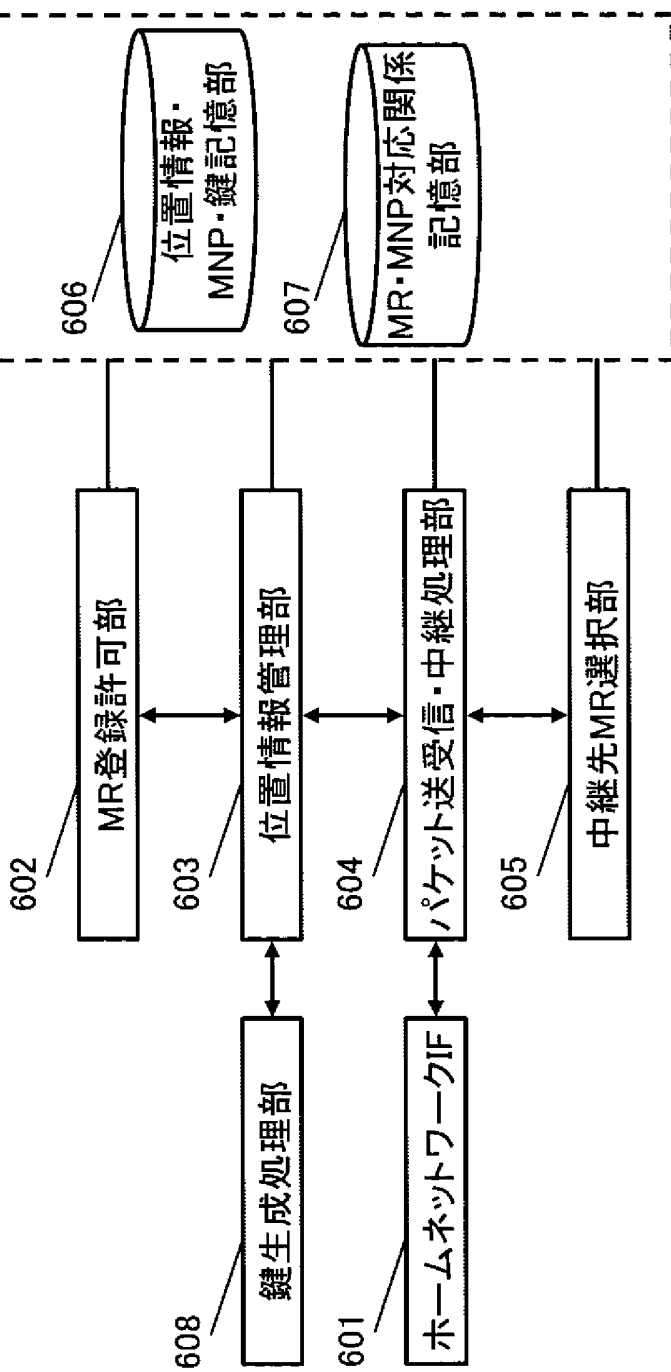 606
位置情報・
MNP・鍵記憶部
607
MR・MNP対応関係
記憶部
602
MR登録許可部
603
位置情報管理部
604
パケット送受信・中継処理部
605
中継先MR選択部
608
鍵生成処理部
601
ホームネットワークIF